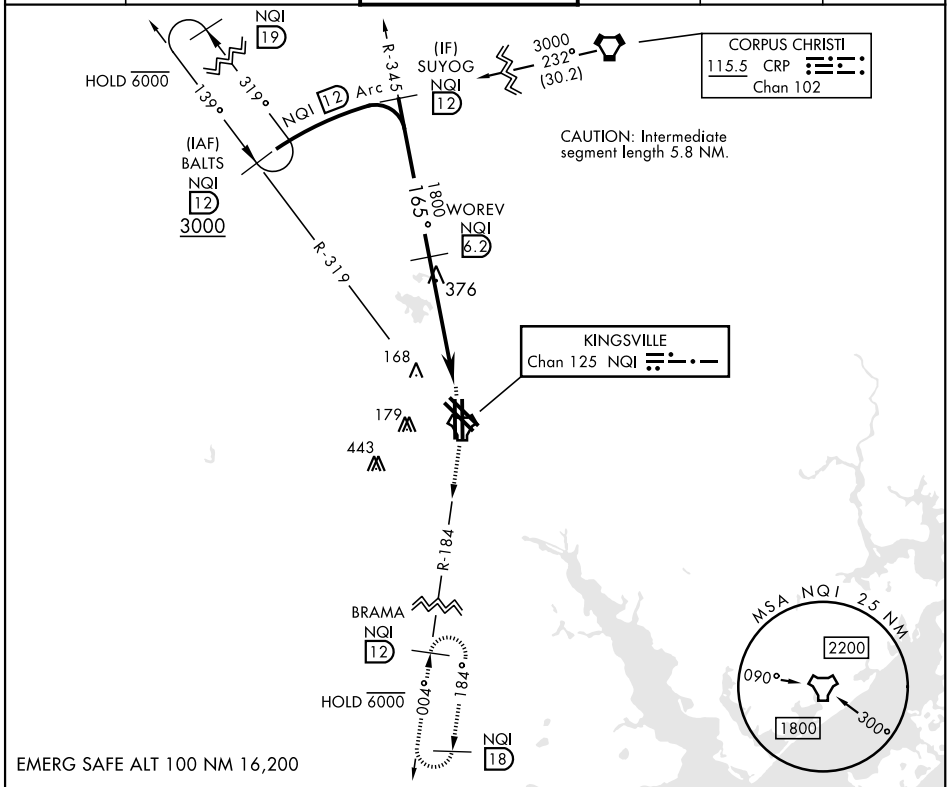 NQI
19
HOLD 6000
139°
319°
NQI 12 Arc
R-345
(IF)
SUYOG
NQI
12
3000
232°
(30.2)
CORPUS CHRISTI
115.5 CRP
Chan 102
CAUTION: Intermediate
segment length 5.8 NM.
(IAF)
BALTS
NQI
12
3000
1800
165°
WOREV
NQI
6.2
R-319
376
KINGSVILLE
Chan 125 NQI
168
179
443
R-184
BRAMA
NQI
12
HOLD 6000
004°
184°
NQI
18
MSA NQI 25 NM
2200
090°
1800
300°
EMERG SAFE ALT 100 NM 16,200